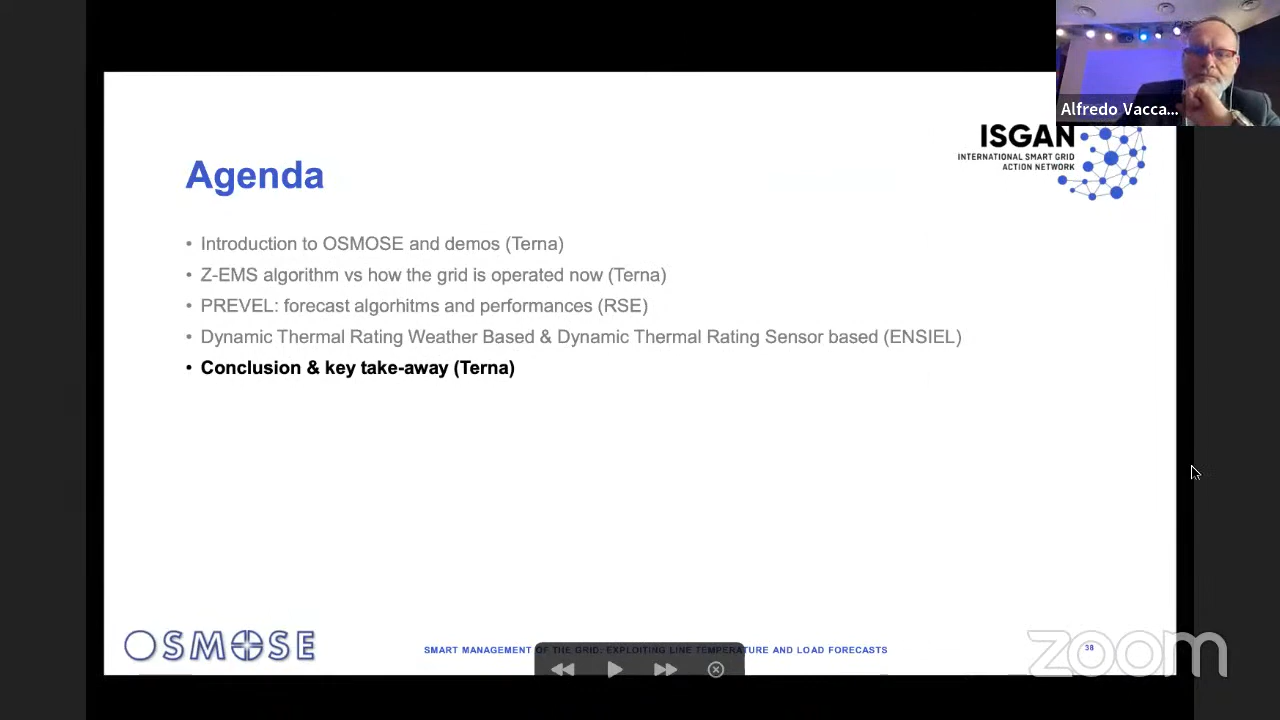 Alfredo Vacca...
ISGAN
INTERNATIONAL SMART GRID
ACTION NETWORK
Agenda
• Introduction to OSMOSE and demos (Terna)
• Z-EMS algorithm vs how the grid is operated now (Terna)
• PREVEL: forecast algorhitms and performances (RSE)
• Dynamic Thermal Rating Weather Based & Dynamic Thermal Rating Sensor based (ENSIEL)
• Conclusion & key take-away (Terna)
OSMOSE
SMART MANAGEMENT OF THE GRID: EXPLOITING LINE TEMPERATURE AND LOAD FORECASTS
38
zoom